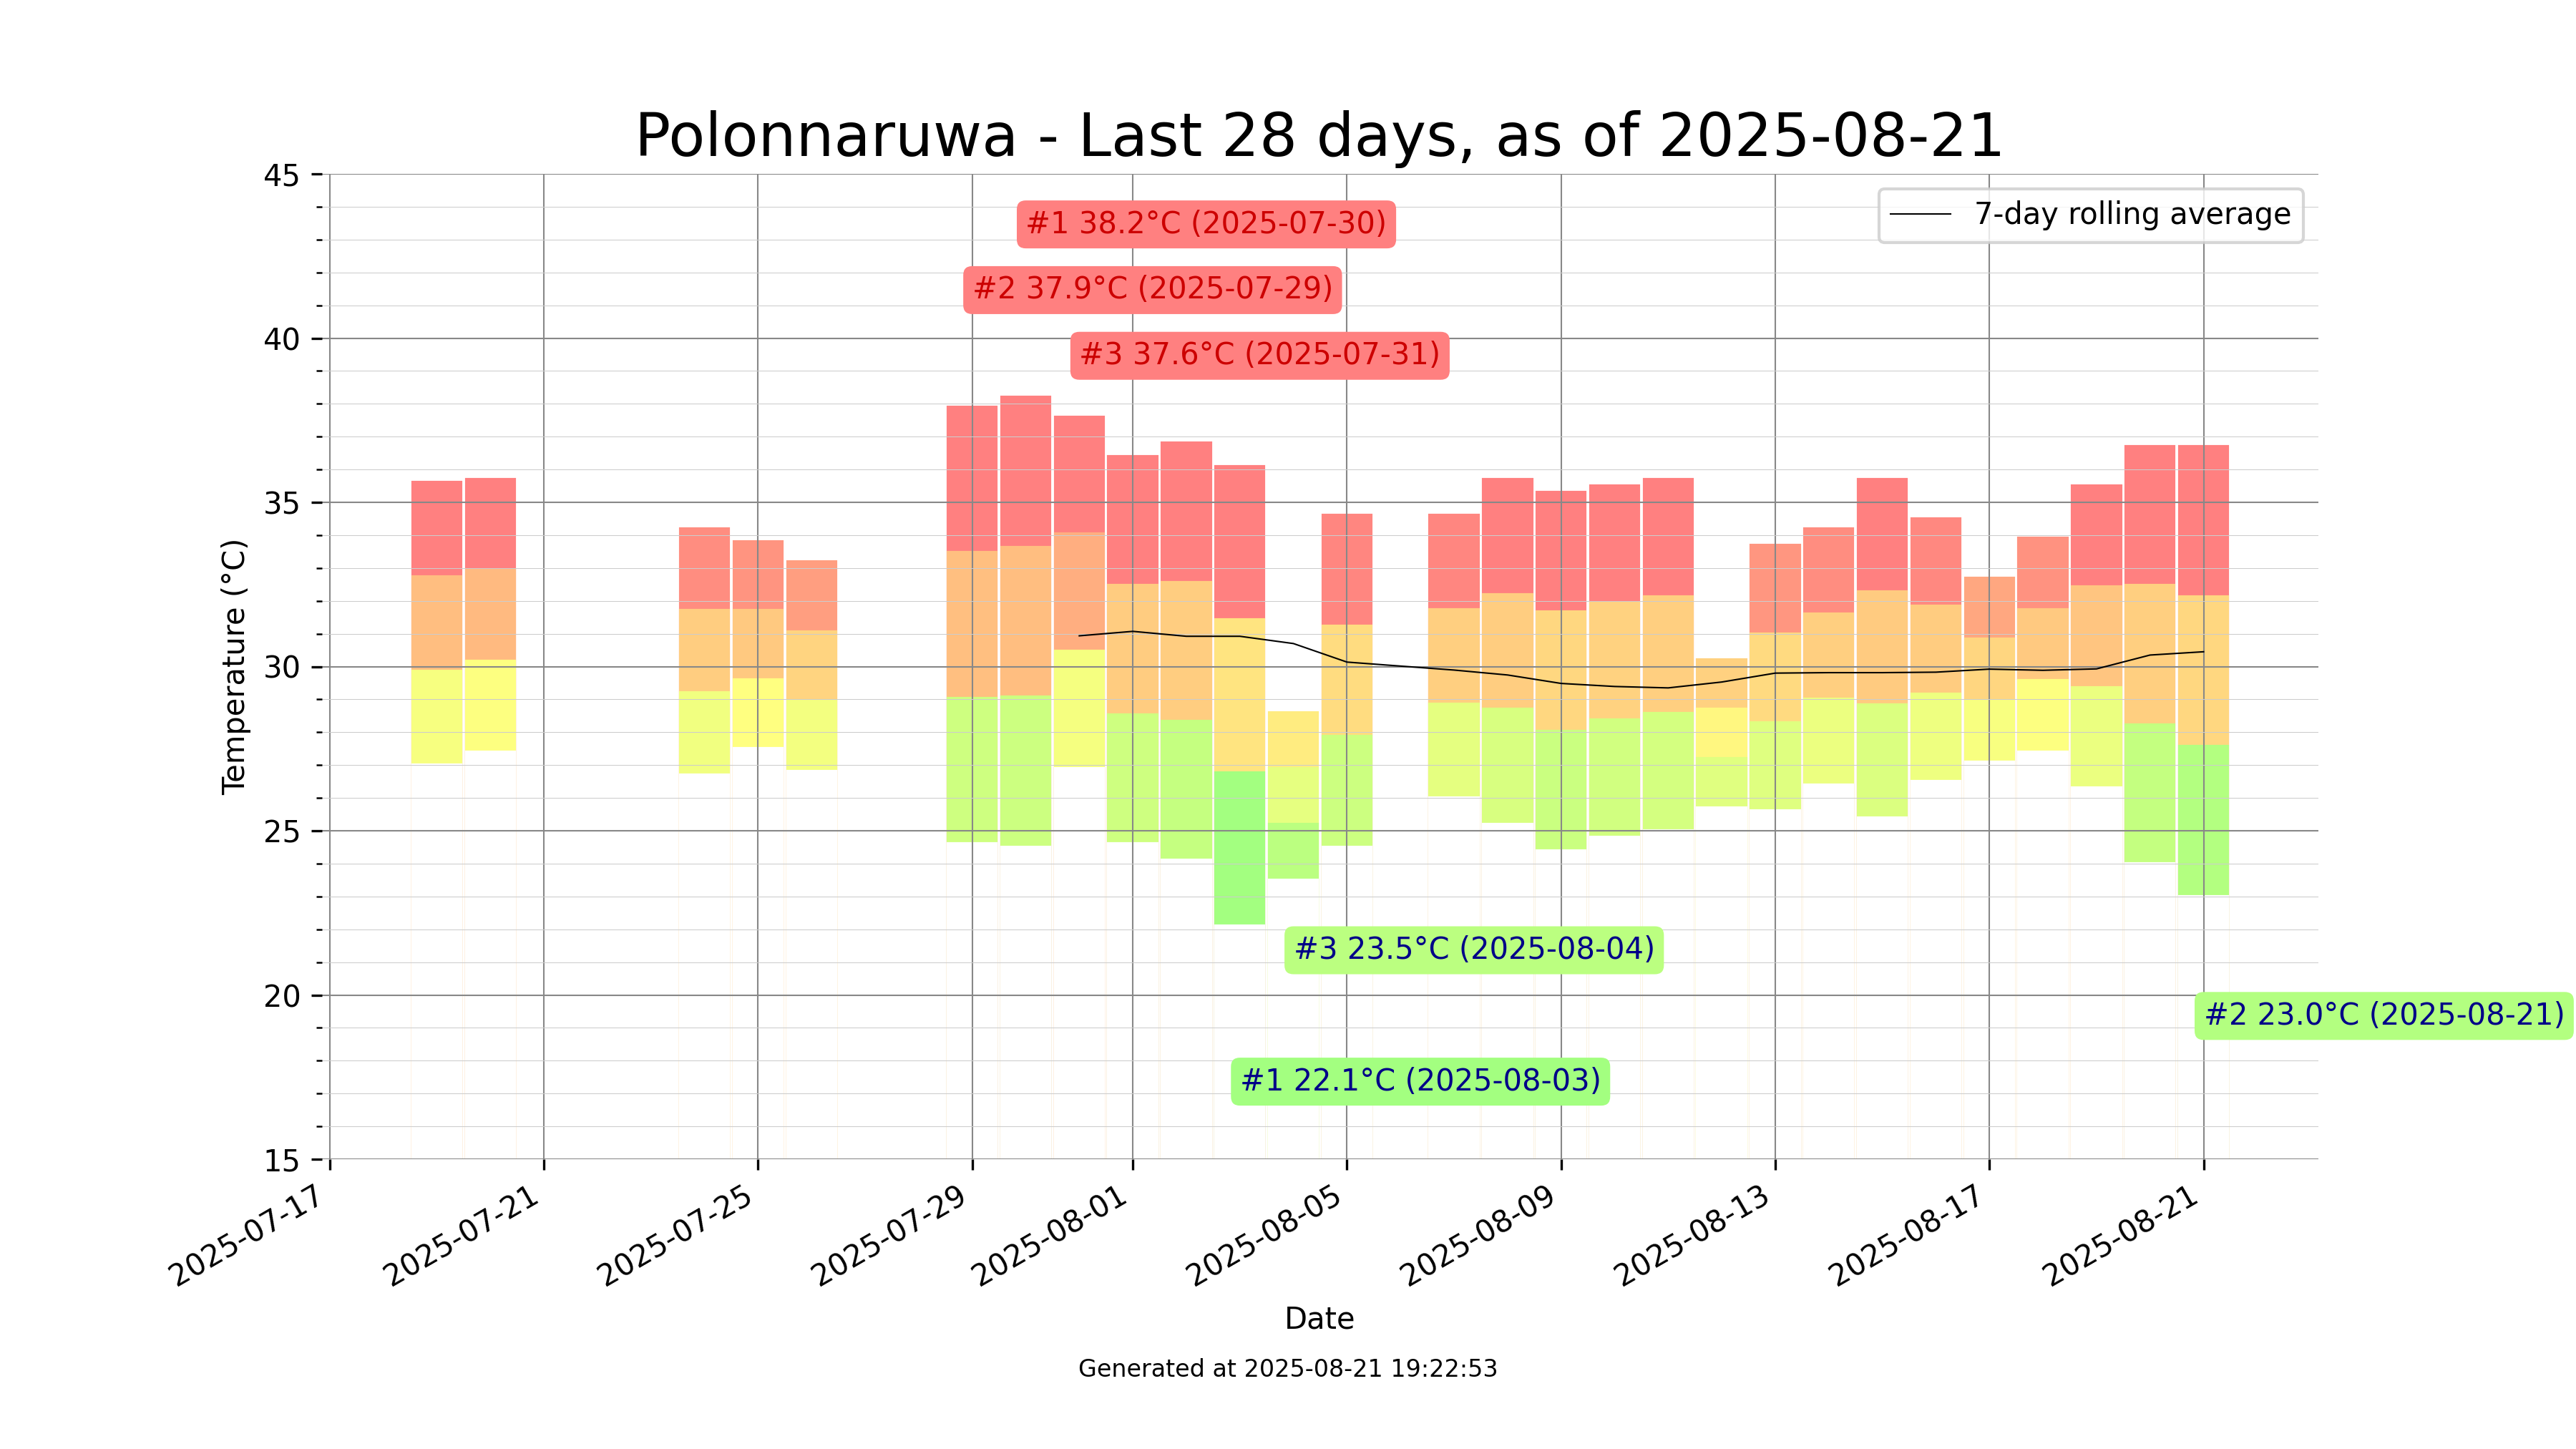 Polonnaruwa - Last 28 days, as of 2025-08-21
45
7-day rolling average
#1 38.2°C (2025-07-30)
#2 37.9°C (2025-07-29)
40
#3 37.6°C (2025-07-31)
35
Temperature (°C)
30
25
#3 23.5°C (2025-08-04)
20
#2 23.0°C (2025-08-21)
#1 22.1°C (2025-08-03)
15
2025-07-17
2025-07-21
2025-07-25
2025-07-29
2025-08-01
2025-08-05
2025-08-09
2025-08-13
2025-08-17
2025-08-21
Date
Generated at 2025-08-21 19:22:53